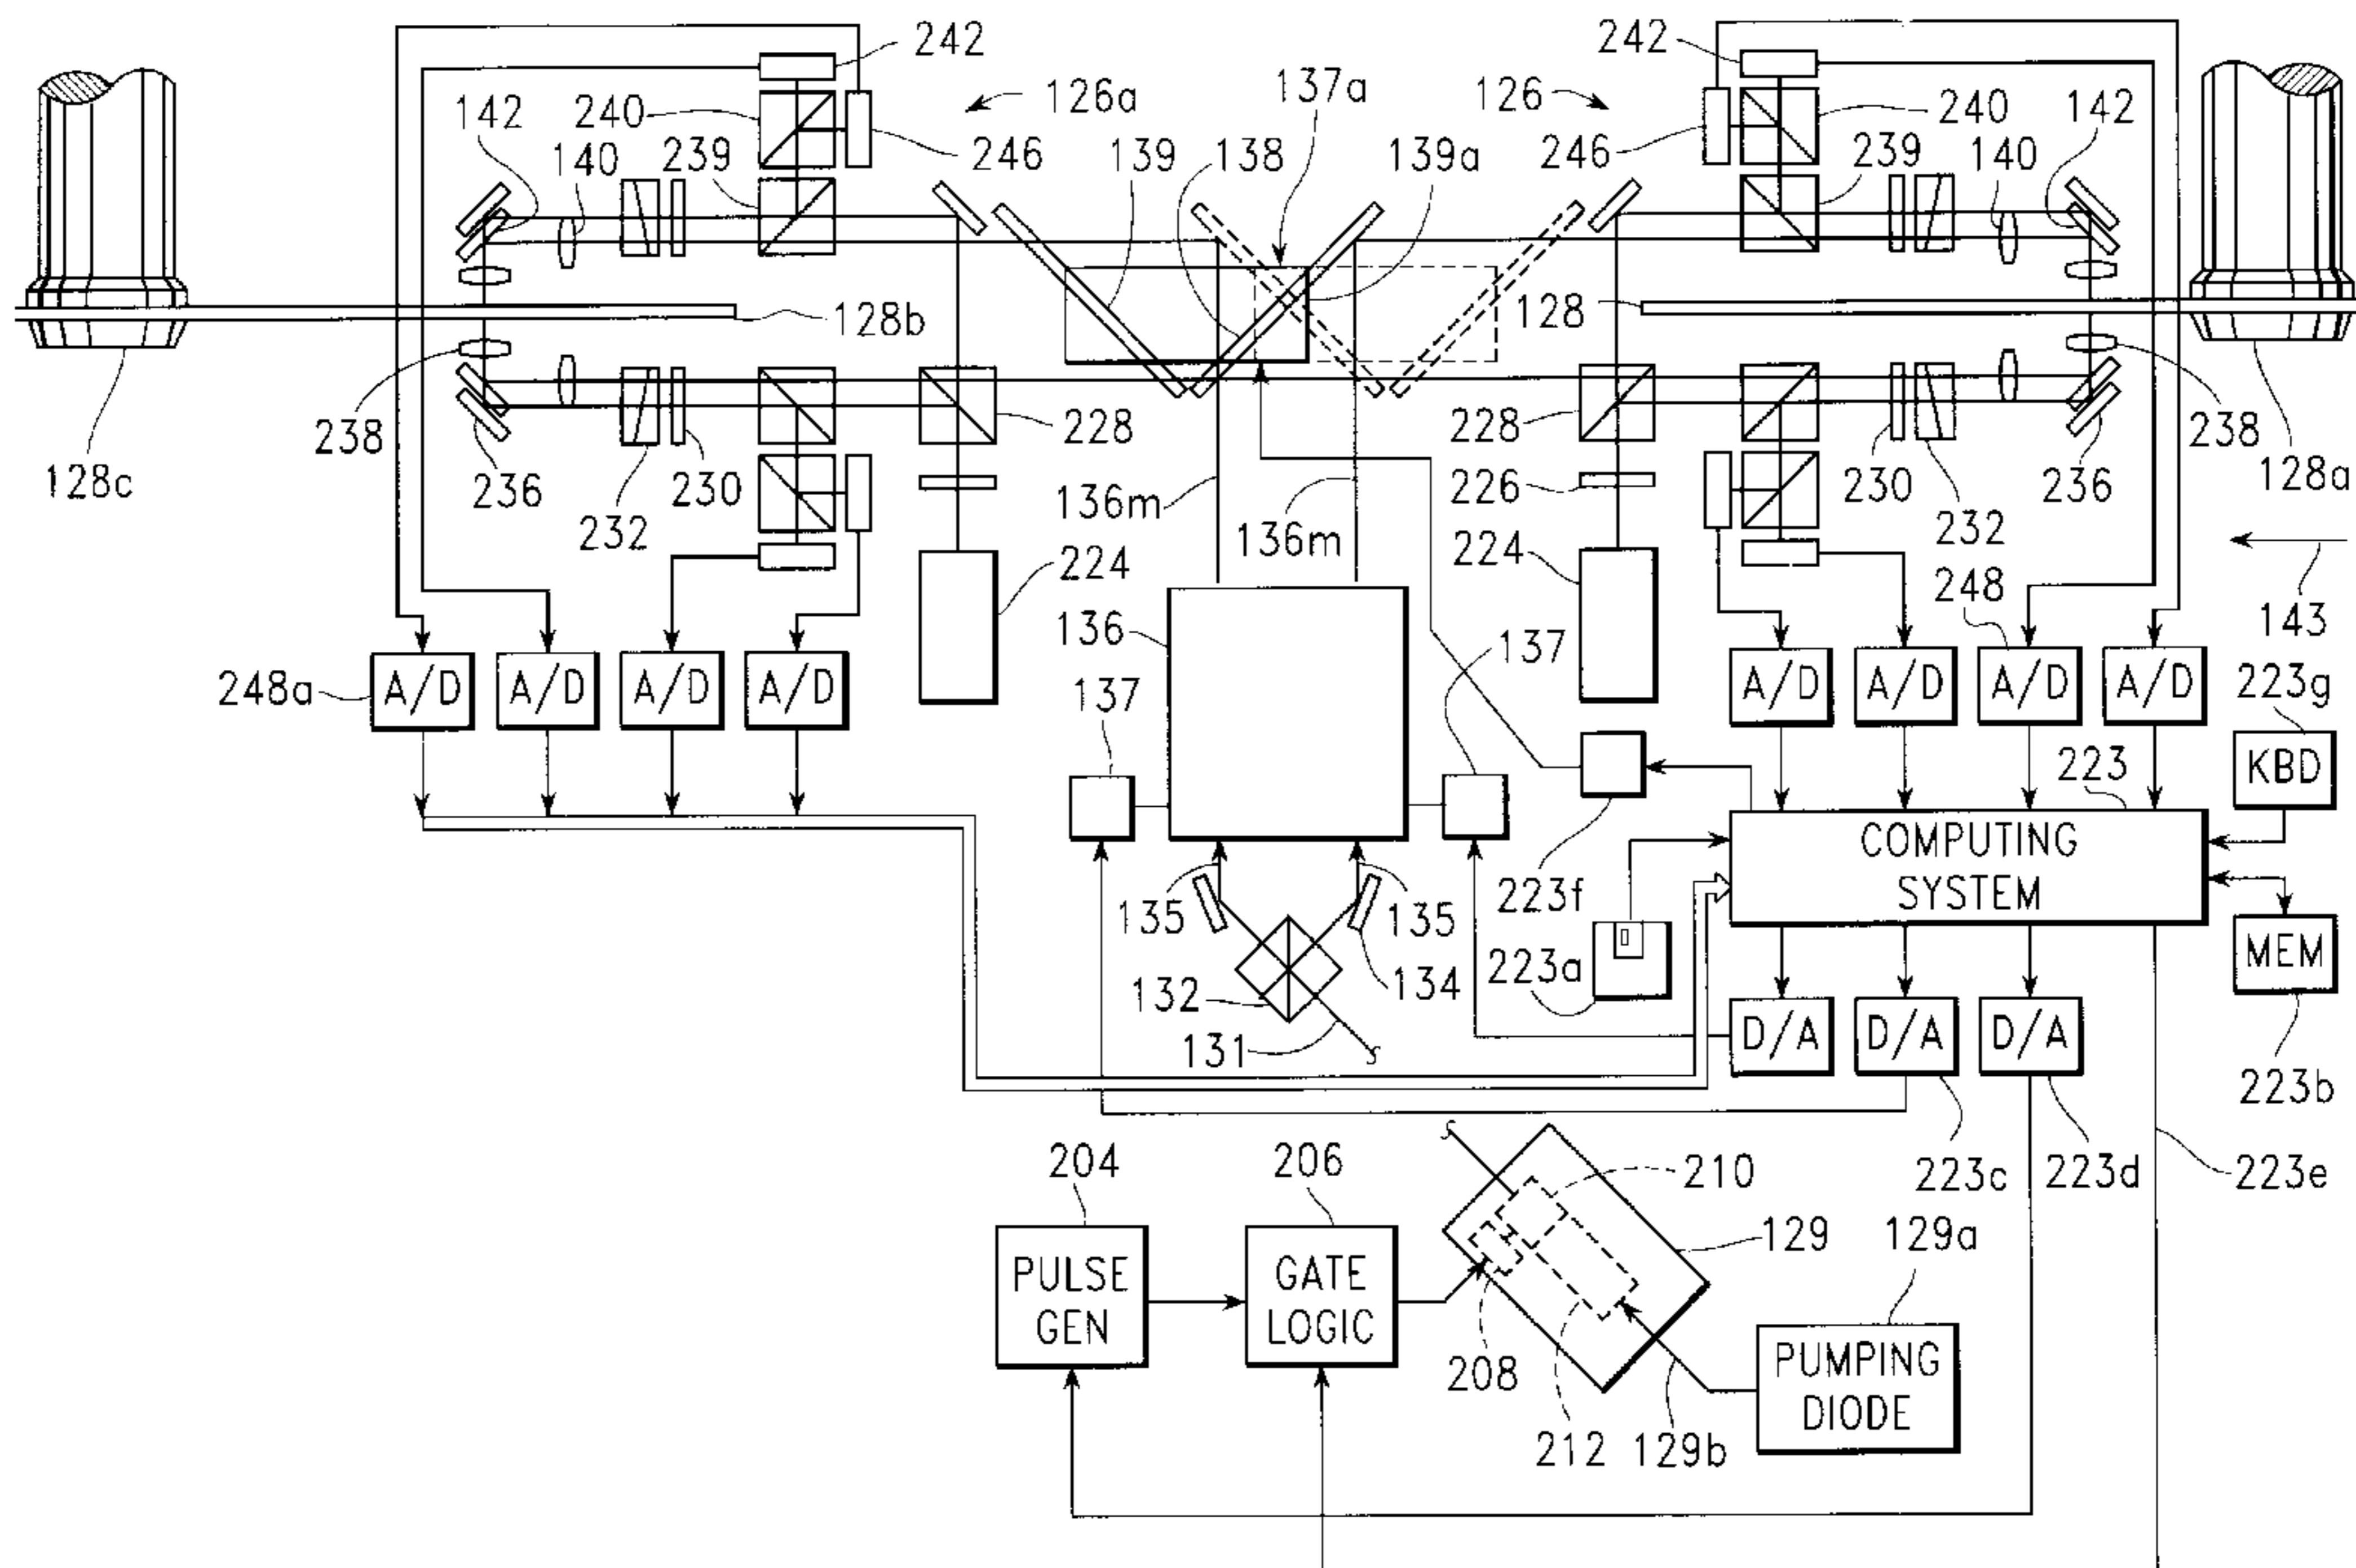 242
242
137a
126a
126
142
240
240
142
140
246
139
138
139a
246
140
239
239
128b
128
238
228
228
238
128c
236
230
136m
226
230
236
128a
232
136m
232
224
224
248
143
136
137
248a
A/D
A/D
A/D
A/D
137
A/D
A/D
A/D
A/D
223g
KBD
223
COMPUTING
SYSTEM
135
135
223f
223a
MEM
132
134
131
D/A
D/A
D/A
223b
204
206
210
223c
223d
223e
129
129a
PULSE
GEN
GATE
LOGIC
208
212
129b
PUMPING
DIODE